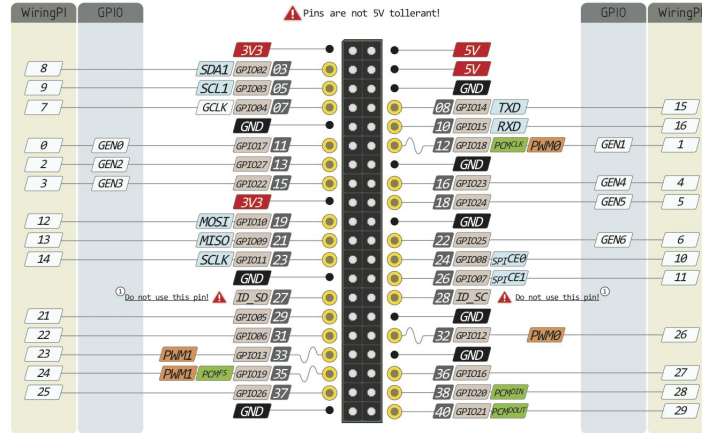 WiringPI GPIO Pins are not 5V tollerant! GPIO WiringPI
3V3 5V
8 SDA1 GPIO02 03 5V
9 SCL1 GPIO03 05 GND
7 GCLK GPIO04 07 08 GPIO14 TXD 15
GND 10 GPIO15 RXD 16
0 GEN0 GPIO17 11 12 GPIO18 PCMCLK PWM0 GEN1 1
2 GEN2 GPIO27 13 GND
3 GEN3 GPIO22 15 16 GPIO23 GEN4 4
3V3 18 GPIO24 GEN5 5
12 MOSI GPIO10 19 GND
13 MISO GPIO09 21 22 GPIO25 GEN6 6
14 SCLK GPIO11 23 24 GPIO08 SPICE0 10
GND 26 GPIO07 SPICE1 11
1 Do not use this pin! ID_SD 27 28 ID_SC Do not use this pin! 1
21 GPIO05 29 GND
22 GPIO06 31 32 GPIO12 PWM0 26
23 PWM1 GPIO13 33 GND
24 PWM1 PCMFS GPIO19 35 36 GPIO16 27
25 GPIO26 37 38 GPIO20 PCMDIN 28
GND 40 GPIO21 PCMDOUT 29